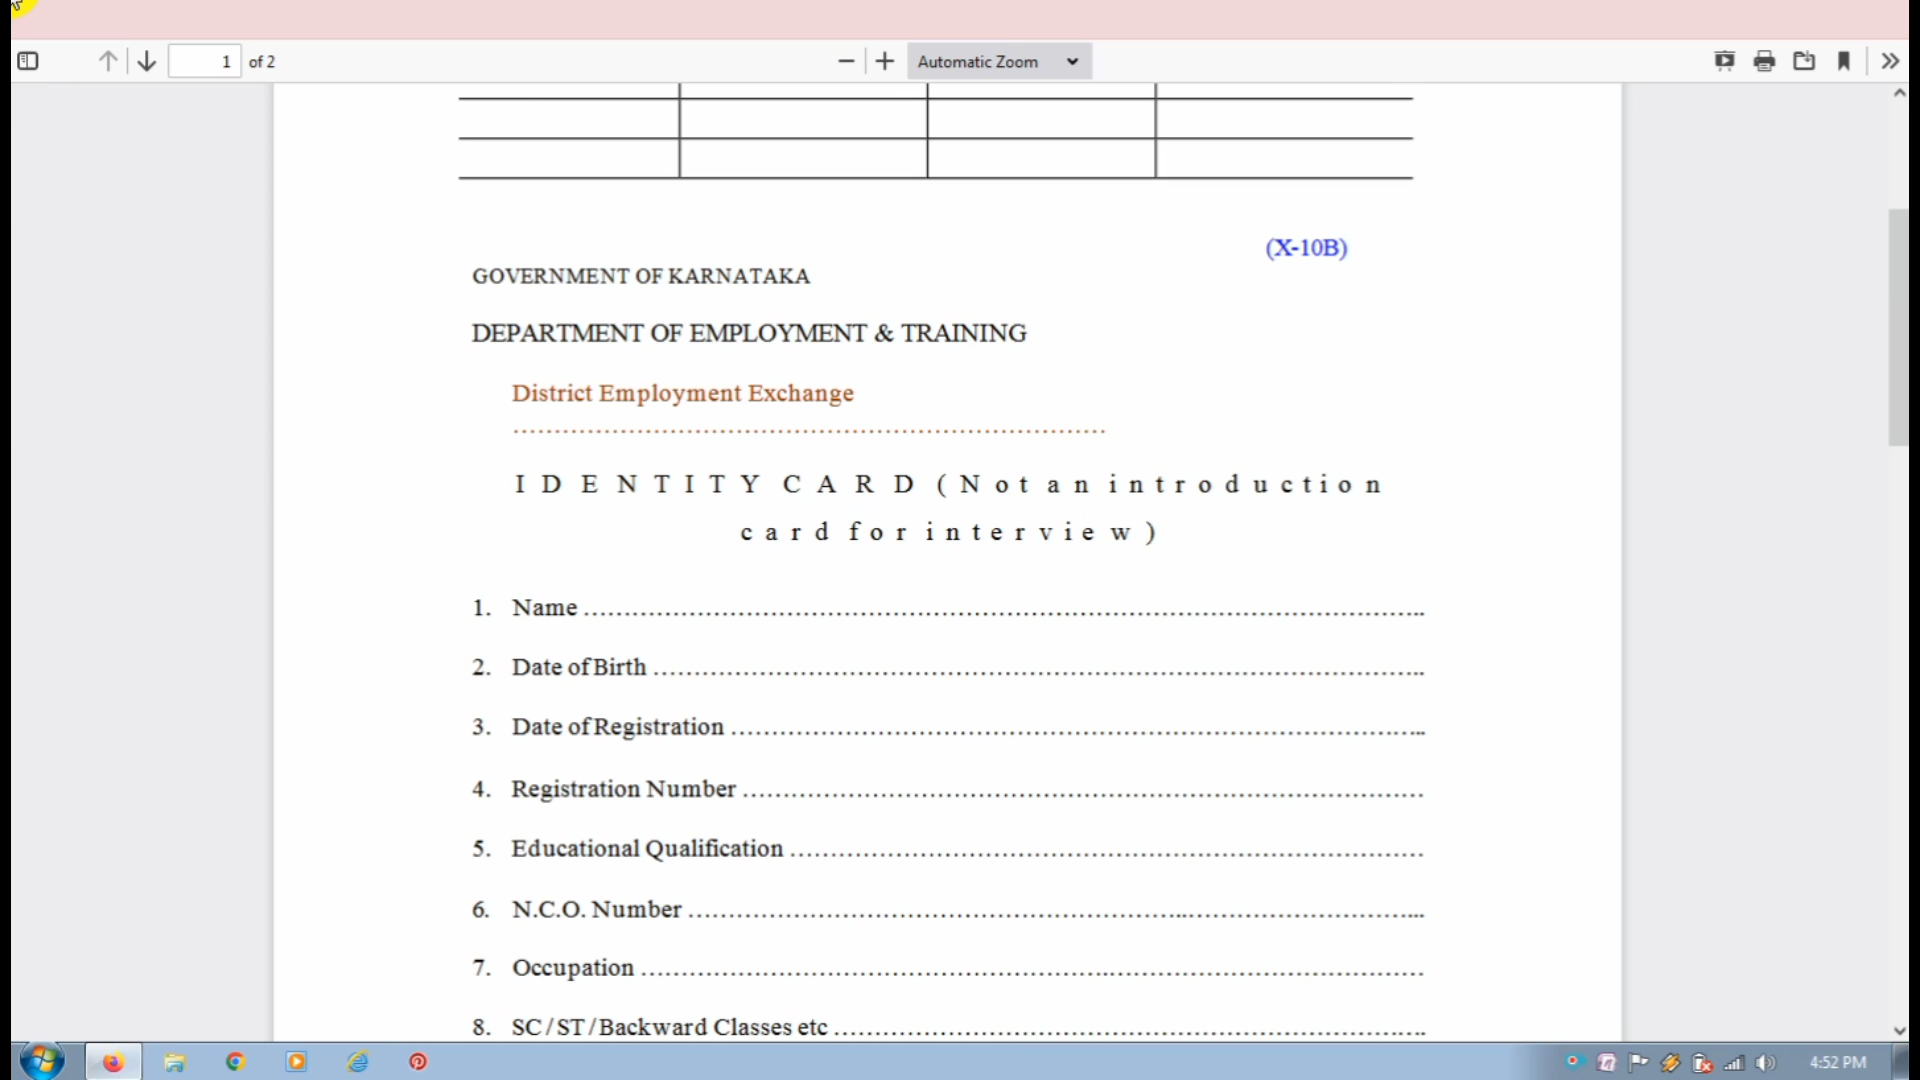 1 of 2
Automatic Zoom
(X-10B)
GOVERNMENT OF KARNATAKA
DEPARTMENT OF EMPLOYMENT & TRAINING
District Employment Exchange
........................................................................
IDENTITY CARD (Not an introduction
card for interview)
1. Name ........................................................................
2. Date of Birth ........................................................................
3. Date of Registration ........................................................................
4. Registration Number ........................................................................
5. Educational Qualification ........................................................................
6. N.C.O. Number ........................................................................
7. Occupation ........................................................................
8. SC/ST/Backward Classes etc ........................................................................
4:52 PM